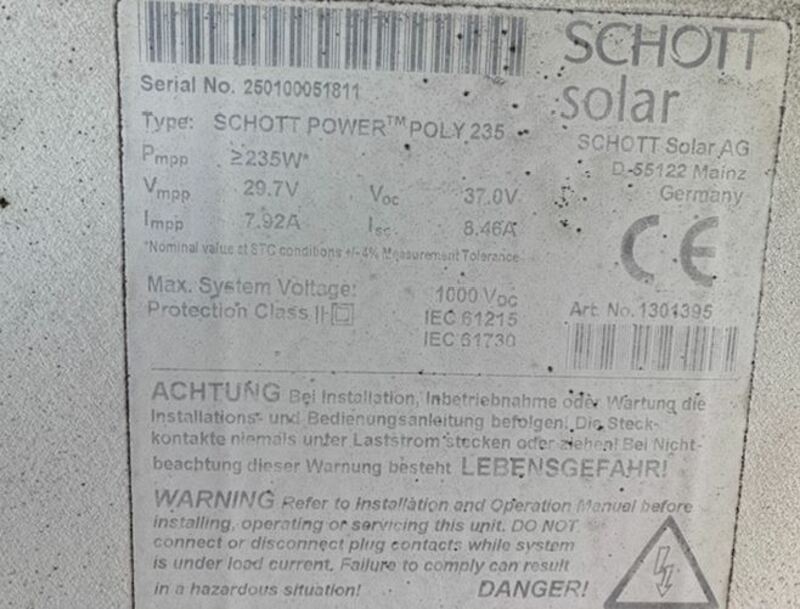 SCHOTT
solar
Serial No. 250100051811
Type: SCHOTT POWER™ POLY 235
SCHOTT Solar AG
D-55122 Mainz
Germany
Pmpp ≥235W*
Vmpp 29.7V Voc 37.0V
Impp 7.92A Isc 8.46A
*Nominal value at STC conditions +/- 4% Measurement Tolerance
CE
Max. System Voltage: 1000 VDC
Protection Class II IEC 61215
IEC 61730
Art. No. 1301395
ACHTUNG Bei Installation, Inbetriebnahme oder Wartung die
Installations- und Bedienungsanleitung befolgen! Die Steck-
kontakte niemals unter Laststrom stecken oder ziehen! Bei Nicht-
beachtung dieser Warnung besteht LEBENSGEFAHR!
WARNING Refer to Installation and Operation Manual before
installing, operating or servicing this unit. DO NOT
connect or disconnect plug contacts while system
is under load current. Failure to comply can result
in a hazardous situation! DANGER!